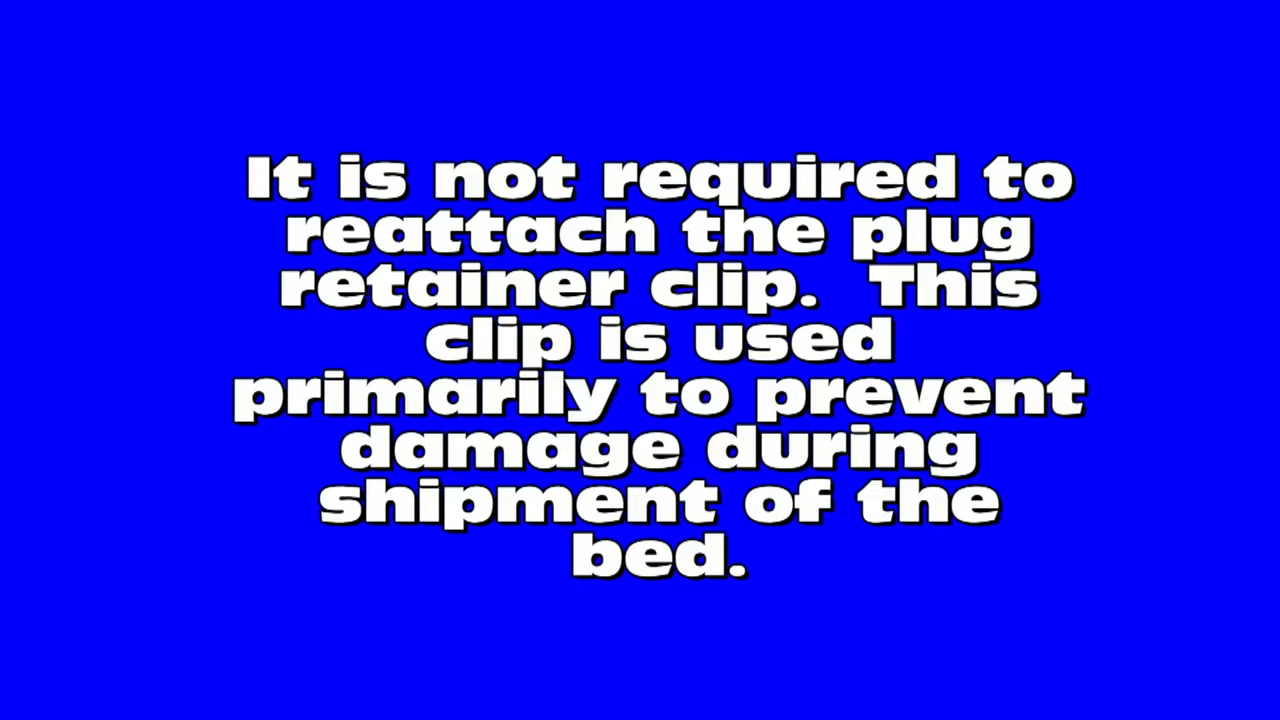 It is not required to
reattach the plug
retainer clip.  This
clip is used
primarily to prevent
damage during
shipment of the
bed.